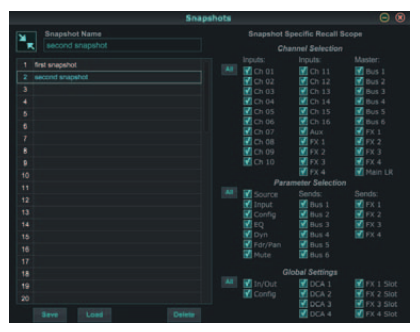 Snapshots
Snapshot Name
second snapshot
1 first snapshot
2 second snapshot
3
4
5
6
7
8
9
10
11
12
13
14
15
16
17
18
19
20
Save Load Delete
Snapshot Specific Recall Scope
Channel Selection
Inputs: Inputs: Master:
All Ch 01 Ch 11 Bus 1
Ch 02 Ch 12 Bus 2
Ch 03 Ch 13 Bus 3
Ch 04 Ch 14 Bus 4
Ch 05 Ch 15 Bus 5
Ch 06 Ch 16 Bus 6
Ch 07 Aux FX 1
Ch 08 FX 1 FX 2
Ch 09 FX 2 FX 3
Ch 10 FX 3 FX 4
FX 4 Main LR
Parameter Selection
All Source Sends: Sends:
Input Bus 1 FX 1
Config Bus 2 FX 2
EQ Bus 3 FX 3
Dyn Bus 4 FX 4
Fdr/Pan Bus 5
Mute Bus 6
Global Settings
All In/Out DCA 1 FX 1 Slot
Config DCA 2 FX 2 Slot
DCA 3 FX 3 Slot
DCA 4 FX 4 Slot